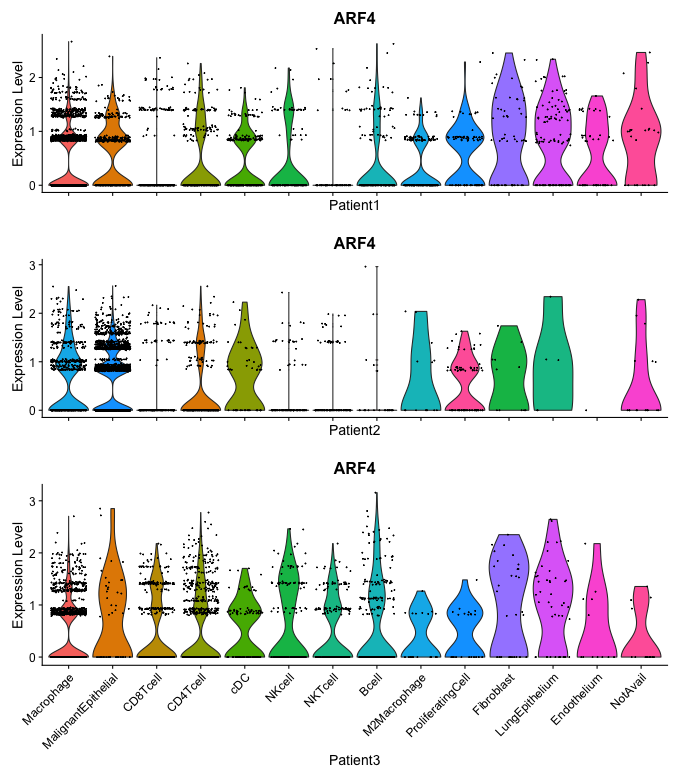 ARF4
Expression Level
2
1
0
Patient1
ARF4
Expression Level
3
2
1
0
Patient2
ARF4
Expression Level
3
2
1
0
Macrophage
MalignantEpithelial
CD8Tcell
CD4Tcell
cDC
NKcell
NKTcell
Bcell
M2Macrophage
ProliferatingCell
Fibroblast
LungEpithelium
Endothelium
NotAvail
Patient3